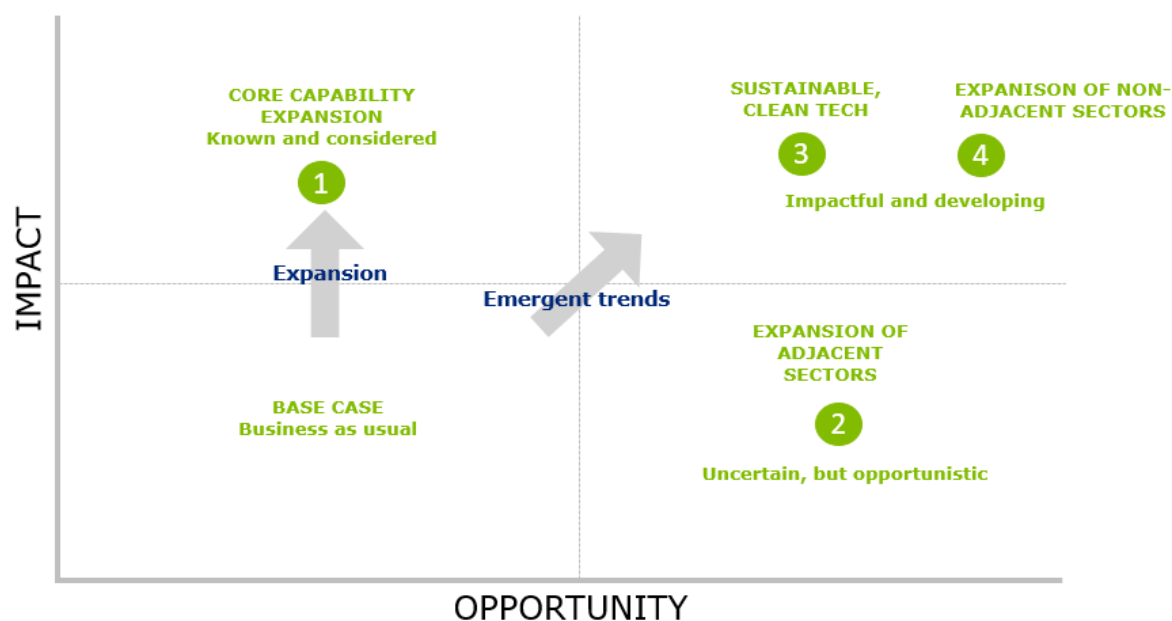 CORE CAPABILITY
EXPANSION
Known and considered
1
SUSTAINABLE,
CLEAN TECH
3
EXPANISON OF NON-
ADJACENT SECTORS
4
Impactful and developing
IMPACT
Expansion
Emergent trends
BASE CASE
Business as usual
EXPANSION OF
ADJACENT
SECTORS
2
Uncertain, but opportunistic
OPPORTUNITY